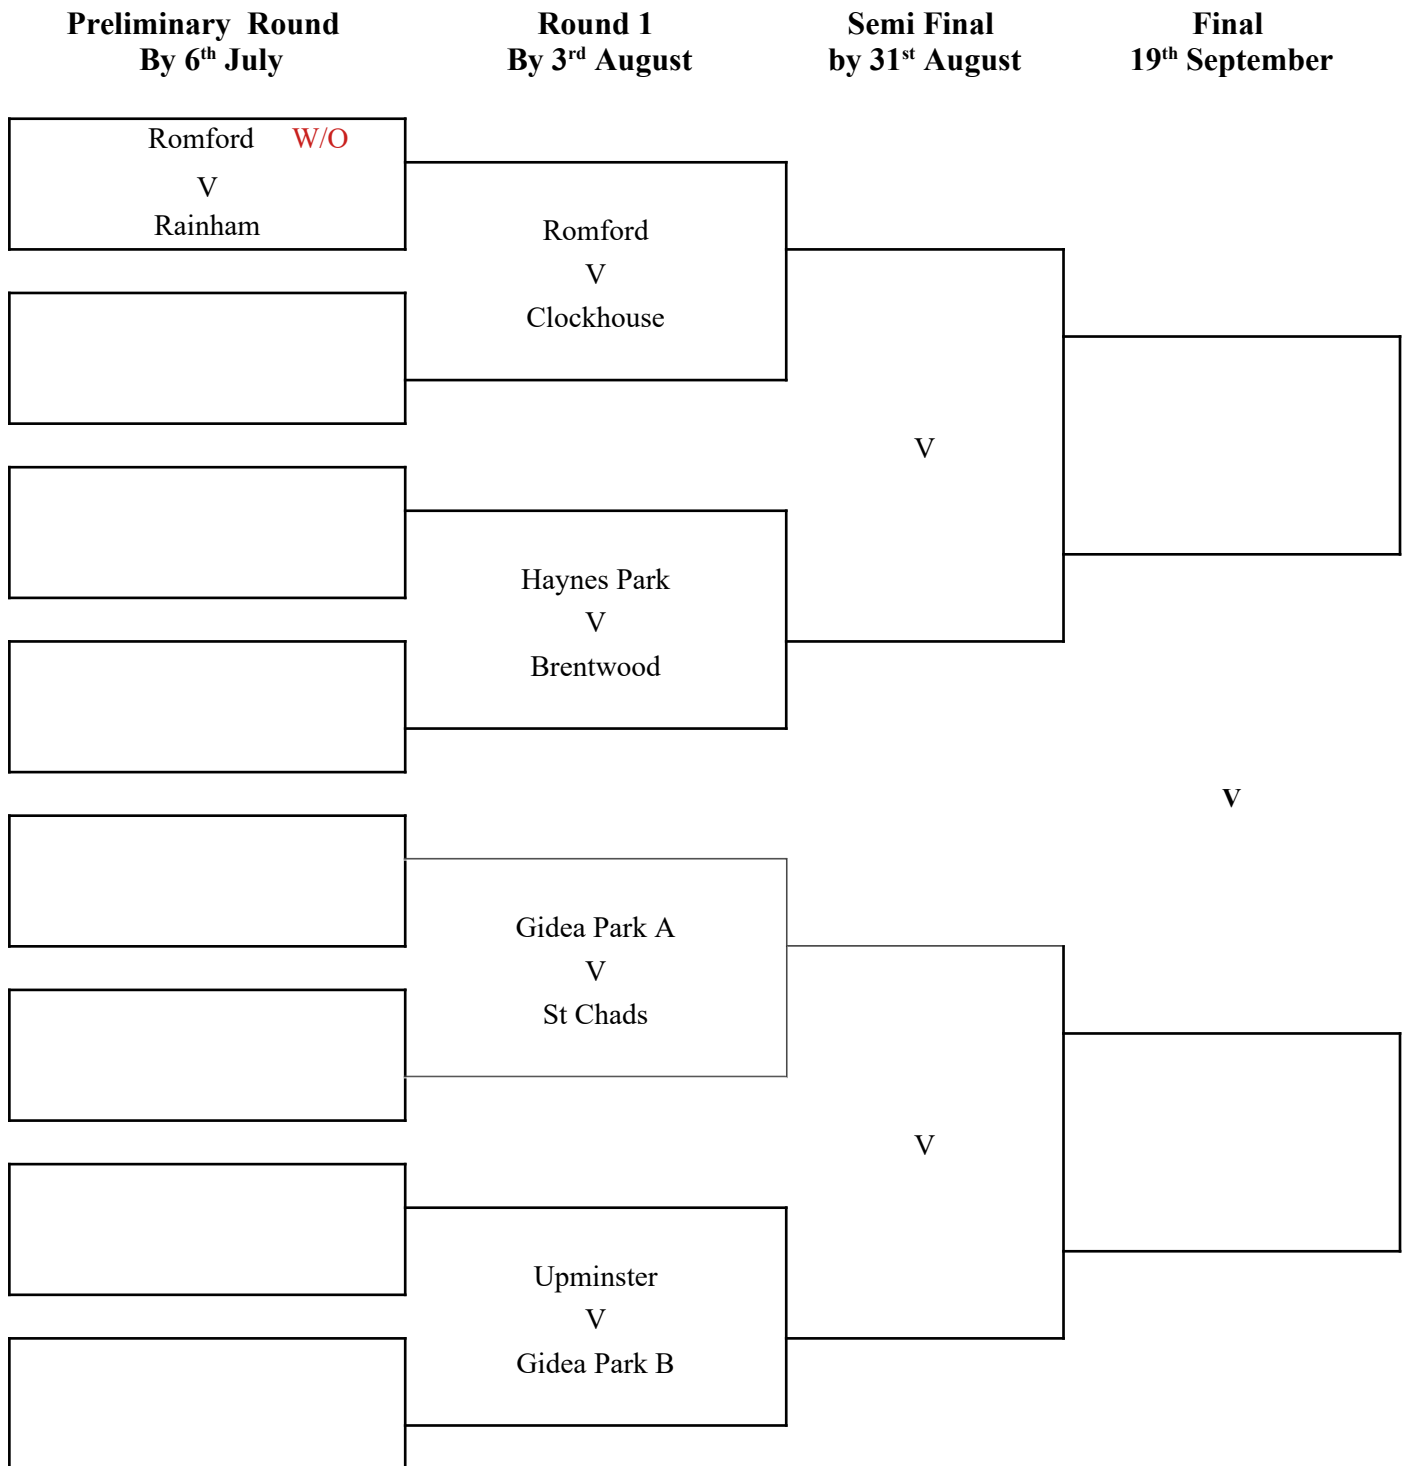 Preliminary  Round
By 6th July
Round 1
By 3rd August
Semi Final
by 31st August
Final
19th September
Romford W/O
V
Rainham
Romford
V
Clockhouse
V
Haynes Park
V
Brentwood
V
Gidea Park A
V
St Chads
V
Upminster
V
Gidea Park B